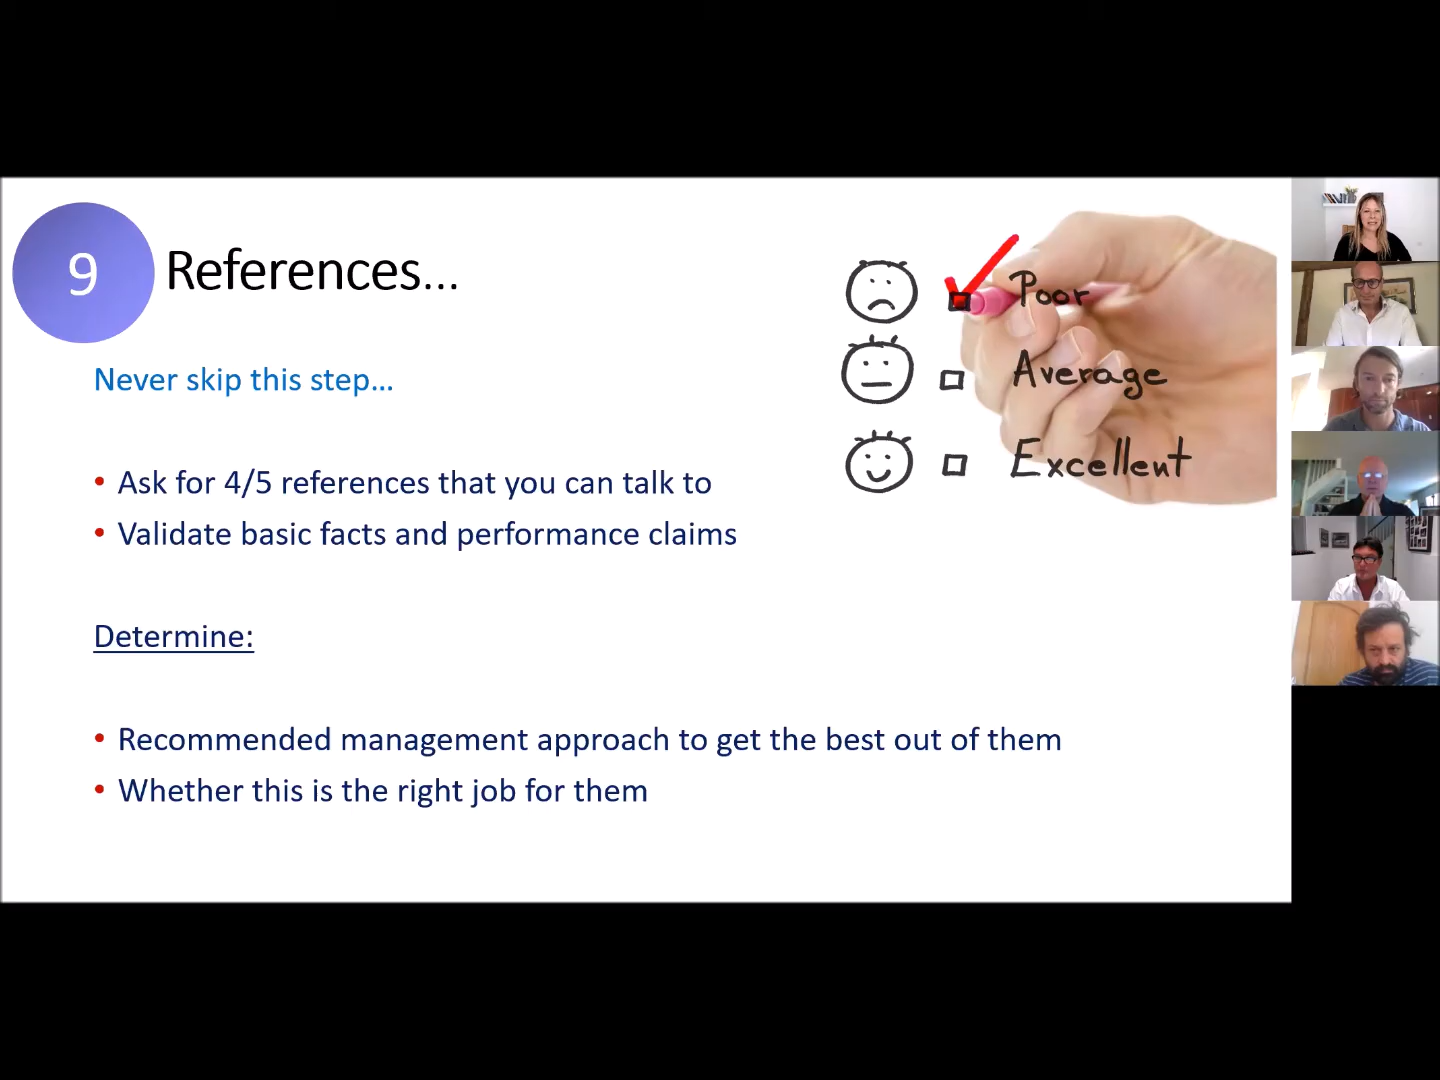 9
References...
Never skip this step...
• Ask for 4/5 references that you can talk to
• Validate basic facts and performance claims
Determine:
• Recommended management approach to get the best out of them
• Whether this is the right job for them
Poor
Average
Excellent